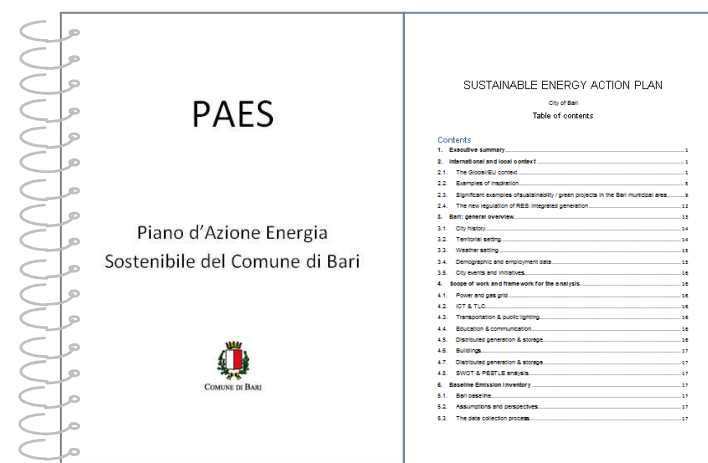 PAES
Piano d'Azione Energia
Sostenibile del Comune di Bari
COMUNE DI BARI
SUSTAINABLE ENERGY ACTION PLAN
City of Bari
Table of contents
Contents
1. Executive summary 1
2. International and local context 1
2.1. The Global/EU context 1
2.2. Examples of inspiration
2.3. Significant examples of sustainability / green projects in the Bari municipal area
2.4. The new regulation of RES: integrated generation 12
3. Bari: general overview 13
3.1. City history 14
3.2. Territorial setting 14
3.3. Weather setting 15
3.4. Demographic and employment data 15
3.5. City events and initiatives 16
4. Scope of work and framework for the analysis 16
4.1. Power and gas grid 16
4.2. ICT & TLC 16
4.3. Transportation & public lighting 16
4.4. Education & communication 16
4.5. Distributed generation & storage 16
4.6. Buildings 17
4.7. Distributed generation & storage 17
4.8. SWOT & PESTLE analysis 17
5. Baseline Emission Inventory 17
5.1. Bari baseline 17
5.2. Assumptions and perspectives 17
5.3. The data collection process 17